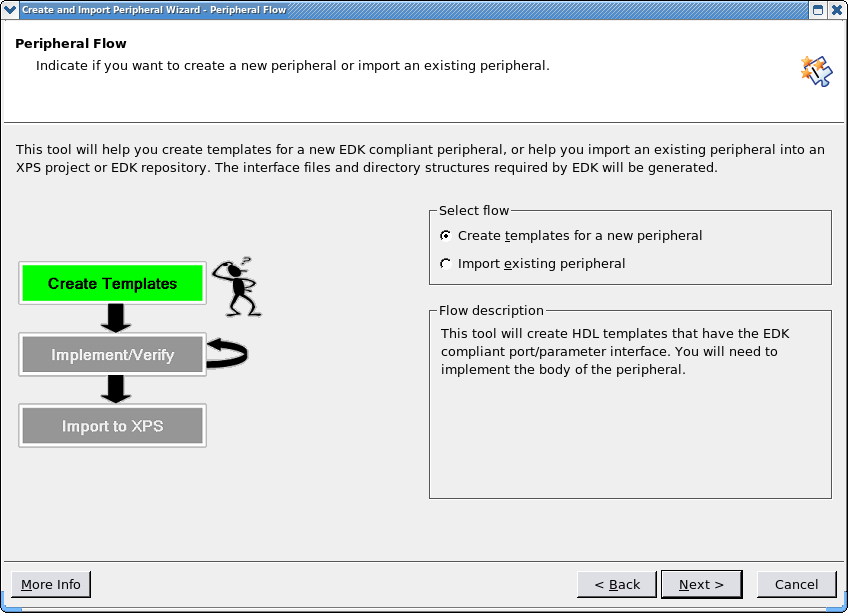 Create and Import Peripheral Wizard - Peripheral Flow
Peripheral Flow
Indicate if you want to create a new peripheral or import an existing peripheral.
This tool will help you create templates for a new EDK compliant peripheral, or help you import an existing peripheral into an
XPS project or EDK repository. The interface files and directory structures required by EDK will be generated.
Create Templates
Implement/Verify
Import to XPS
Select flow
Create templates for a new peripheral
Import existing peripheral
Flow description
This tool will create HDL templates that have the EDK
compliant port/parameter interface. You will need to
implement the body of the peripheral.
More Info
< Back
Next >
Cancel